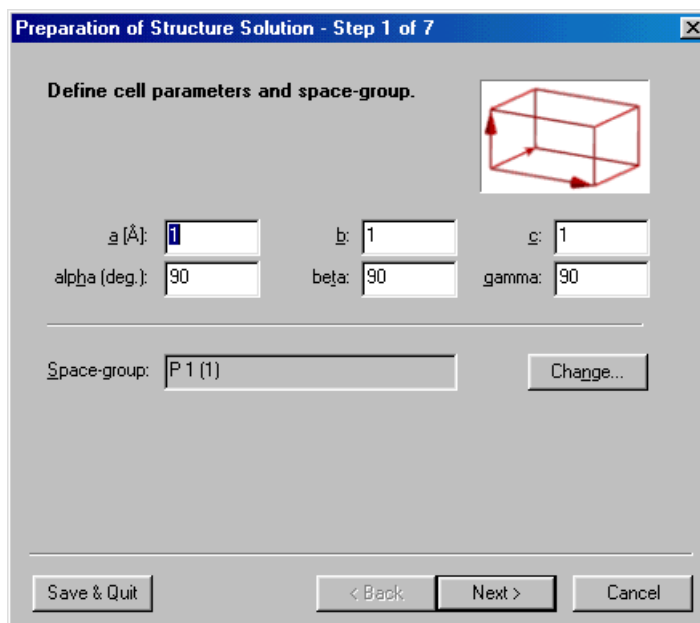 Preparation of Structure Solution - Step 1 of 7
Define cell parameters and space-group.
a [Å]: 1 b: 1 c: 1
alpha (deg.): 90 beta: 90 gamma: 90
Space-group: P 1 (1) Change...
Save & Quit < Back Next > Cancel